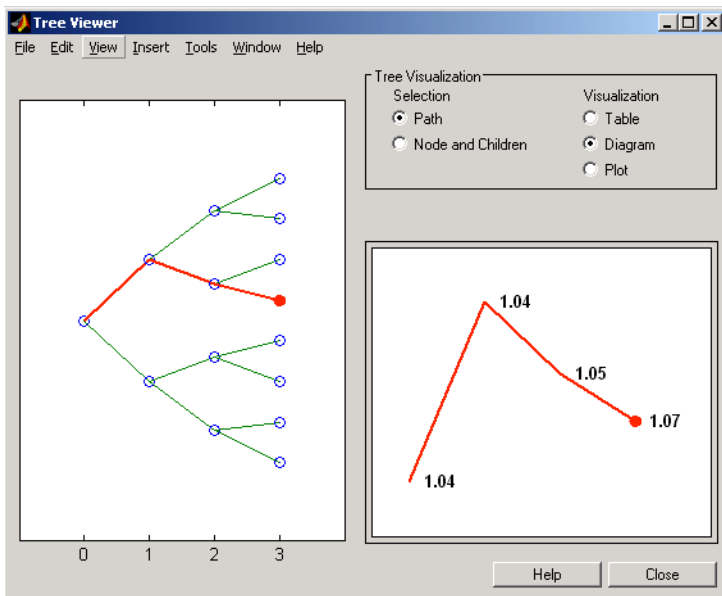 Tree Viewer
File Edit View Insert Tools Window Help
Tree Visualization
Selection
Path
Node and Children
Visualization
Table
Diagram
Plot
0 1 2 3
1.04
1.05
1.07
1.04
Help
Close